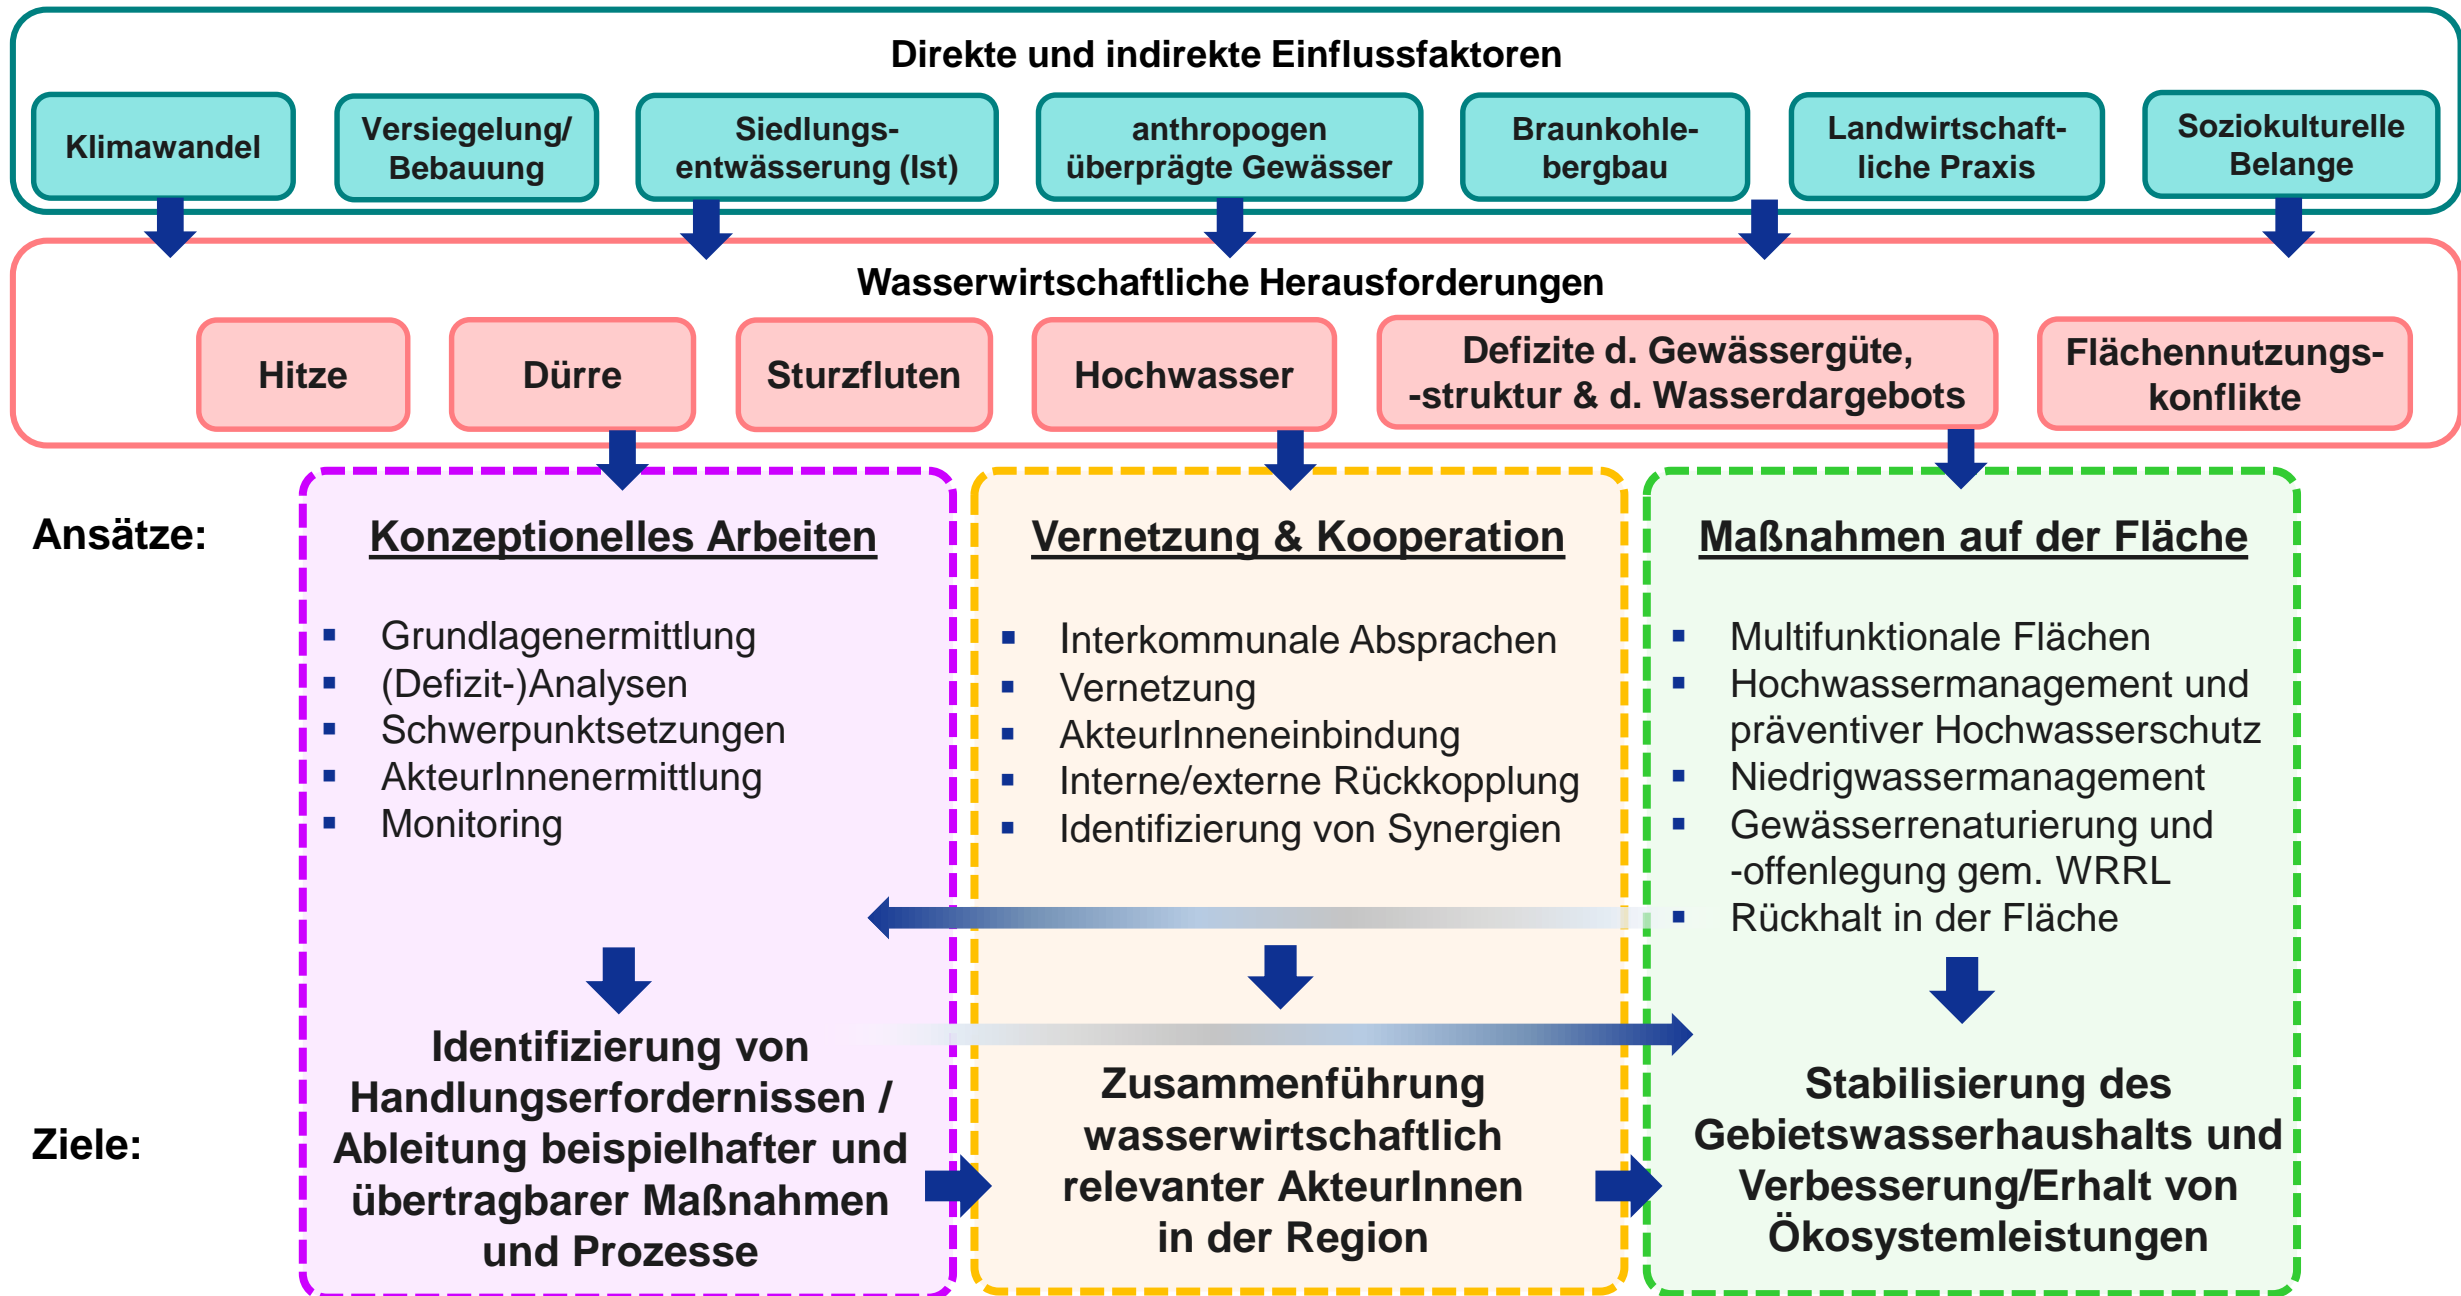 Direkte und indirekte Einflussfaktoren
Klimawandel
Versiegelung/
Bebauung
Siedlungs-
entwässerung (Ist)
anthropogen
überprägte Gewässer
Braunkohle-
bergbau
Landwirtschaft-
liche Praxis
Soziokulturelle
Belange
Wasserwirtschaftliche Herausforderungen
Hitze
Dürre
Sturzfluten
Hochwasser
Defizite d. Gewässergüte,
-struktur & d. Wasserdargebots
Flächennutzungs-
konflikte
Ansätze:
Konzeptionelles Arbeiten
▪ Grundlagenermittlung
▪ (Defizit-)Analysen
▪ Schwerpunktsetzungen
▪ AkteurInnenermittlung
▪ Monitoring
Vernetzung & Kooperation
▪ Interkommunale Absprachen
▪ Vernetzung
▪ AkteurInneneinbindung
▪ Interne/externe Rückkopplung
▪ Identifizierung von Synergien
Maßnahmen auf der Fläche
▪ Multifunktionale Flächen
▪ Hochwassermanagement und
präventiver Hochwasserschutz
▪ Niedrigwassermanagement
▪ Gewässerrenaturierung und
-offenlegung gem. WRRL
▪ Rückhalt in der Fläche
Ziele:
Identifizierung von
Handlungserfordernissen /
Ableitung beispielhafter und
übertragbarer Maßnahmen
und Prozesse
Zusammenführung
wasserwirtschaftlich
relevanter AkteurInnen
in der Region
Stabilisierung des
Gebietswasserhaushalts und
Verbesserung/Erhalt von
Ökosystemleistungen